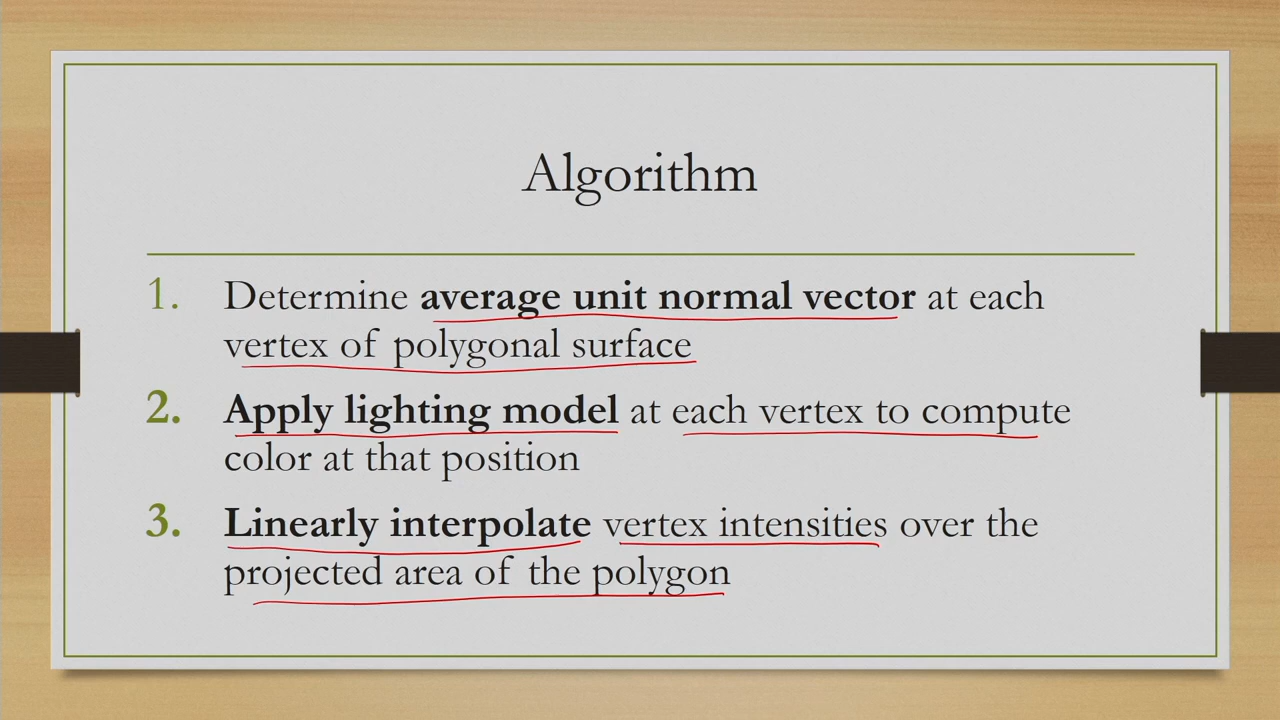 Algorithm
1. Determine average unit normal vector at each
vertex of polygonal surface
2. Apply lighting model at each vertex to compute
color at that position
3. Linearly interpolate vertex intensities over the
projected area of the polygon